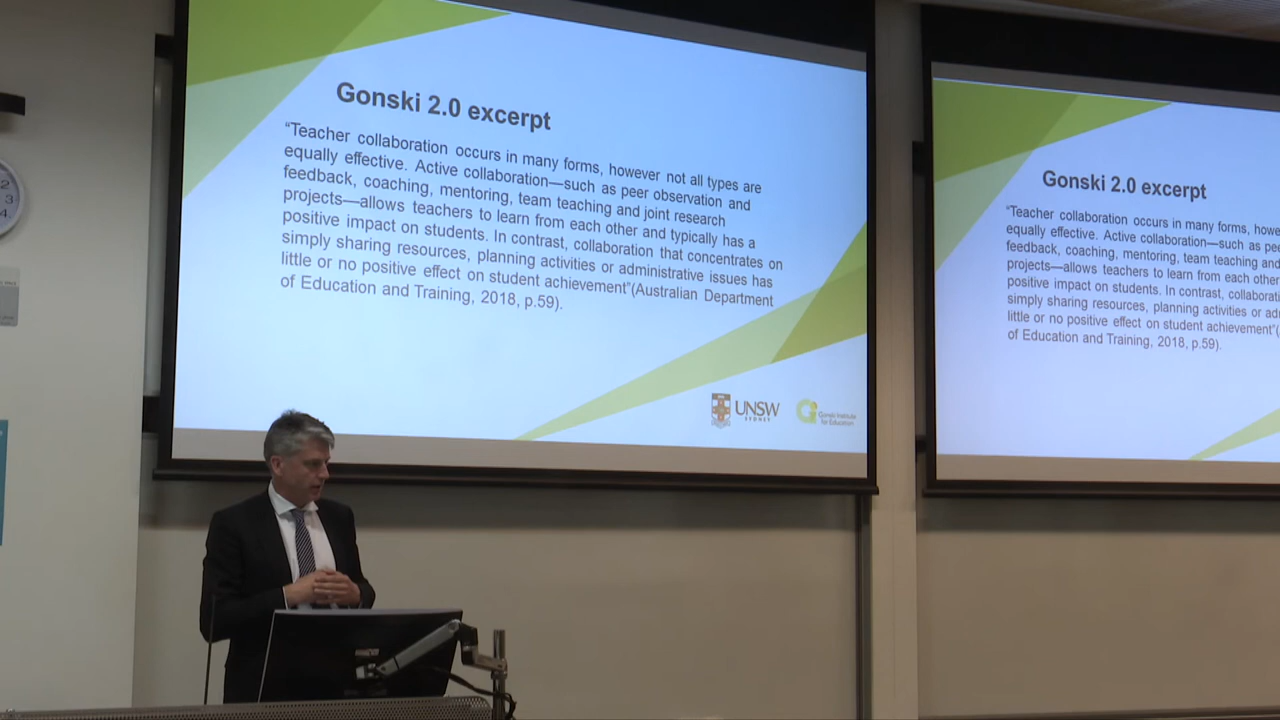 Gonski 2.0 excerpt
“Teacher collaboration occurs in many forms, however not all types are
equally effective. Active collaboration—such as peer observation and
feedback, coaching, mentoring, team teaching and joint research
projects—allows teachers to learn from each other and typically has a
positive impact on students. In contrast, collaboration that concentrates on
simply sharing resources, planning activities or administrative issues has
little or no positive effect on student achievement”(Australian Department
of Education and Training, 2018, p.59).
UNSW
SYDNEY
Gonski Institute
for Education
Gonski 2.0 excerpt
“Teacher collaboration occurs in many forms, howe
equally effective. Active collaboration—such as pee
feedback, coaching, mentoring, team teaching and
projects—allows teachers to learn from each other
positive impact on students. In contrast, collaborat
simply sharing resources, planning activities or ad
little or no positive effect on student achievement”(
of Education and Training, 2018, p.59).
2
3
4